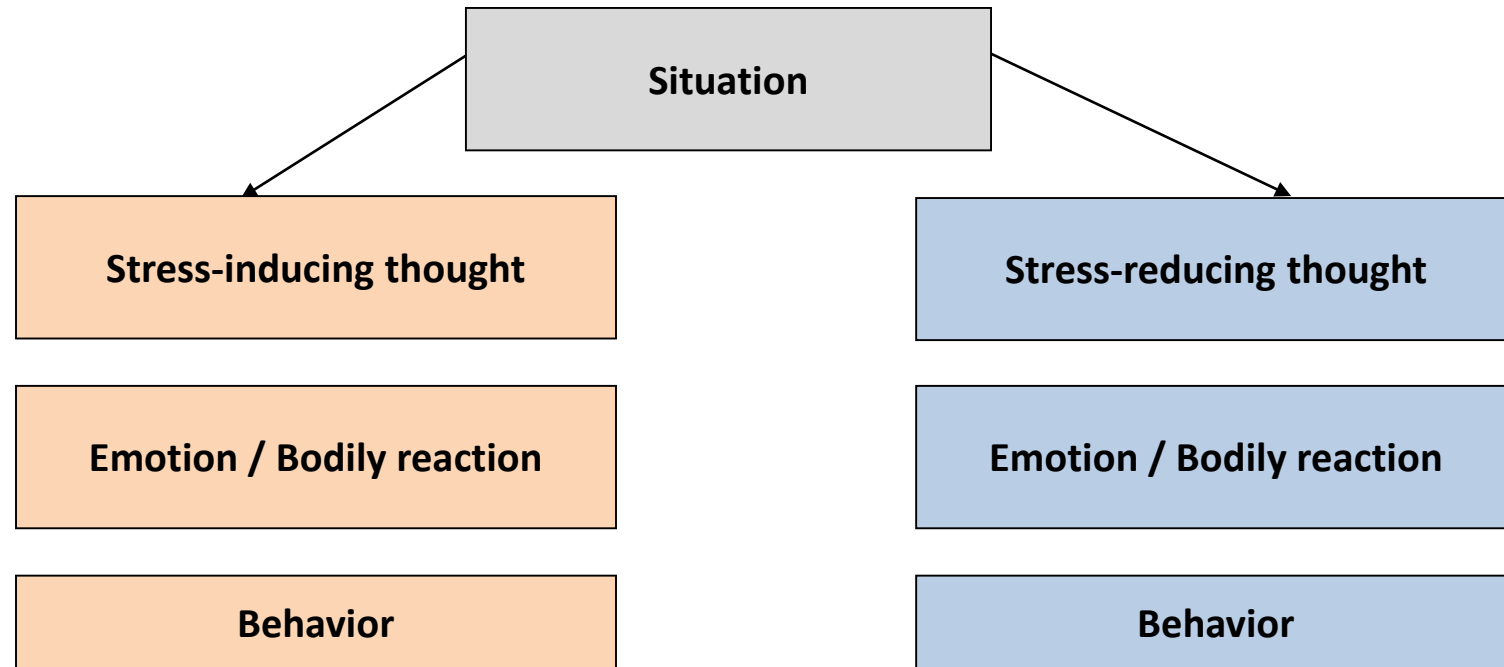 Situation
Stress-inducing thought
Stress-reducing thought
Emotion / Bodily reaction
Emotion / Bodily reaction
Behavior
Behavior